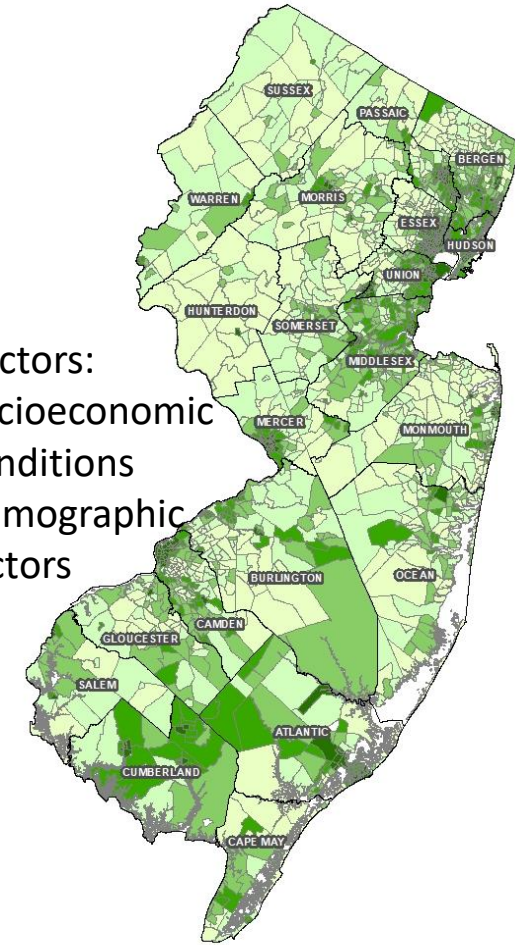 SUSSEX
PASSAIC
BERGEN
WARREN
MORRIS
ESSEX
HUDSON
UNION
HUNTERDON
SOMERSET
MIDDLESEX
MERCER
MONMOUTH
ctors:
cioeconomic
nditions
mographic
ctors
BURLINGTON
OCEAN
CAMDEN
GLOUCESTER
SALEM
ATLANTIC
CUMBERLAND
CAPE MAY